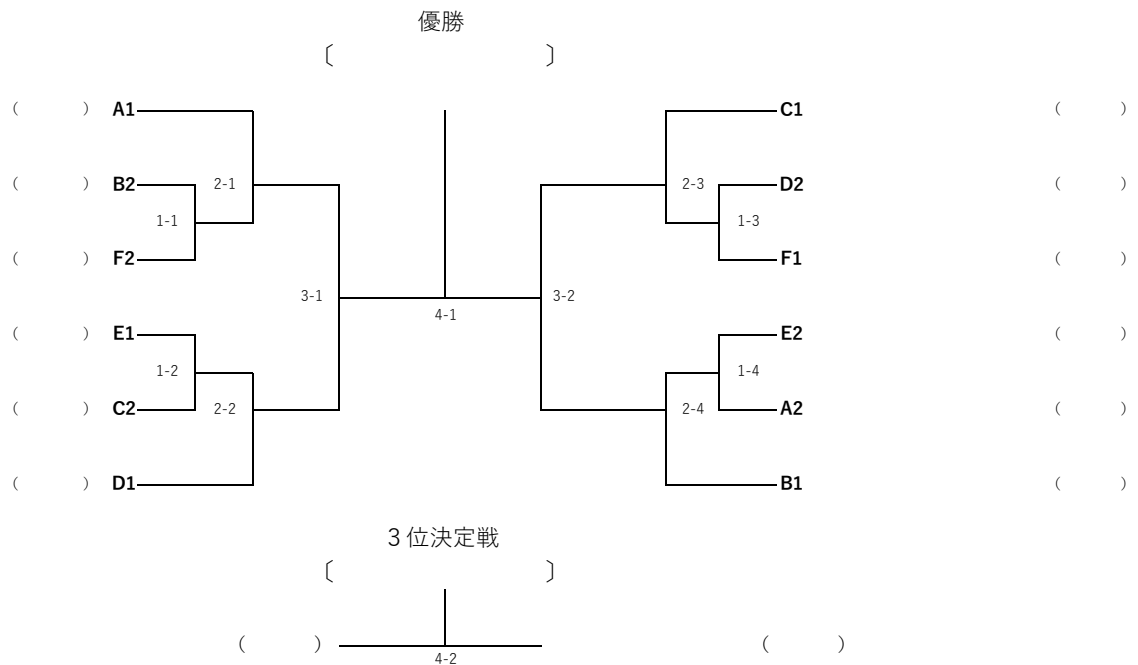 優勝
〔　　　〕
（　　　） A1 C1 （　　　）
（　　　） B2 2-1 2-3 D2 （　　　）
1-1 1-3
（　　　） F2 F1 （　　　）
3-1 3-2
4-1
（　　　） E1 E2 （　　　）
1-2 1-4
（　　　） C2 2-2 2-4 A2 （　　　）
（　　　） D1 B1 （　　　）
３位決定戦
〔　　　〕
（　　　） （　　　）
4-2